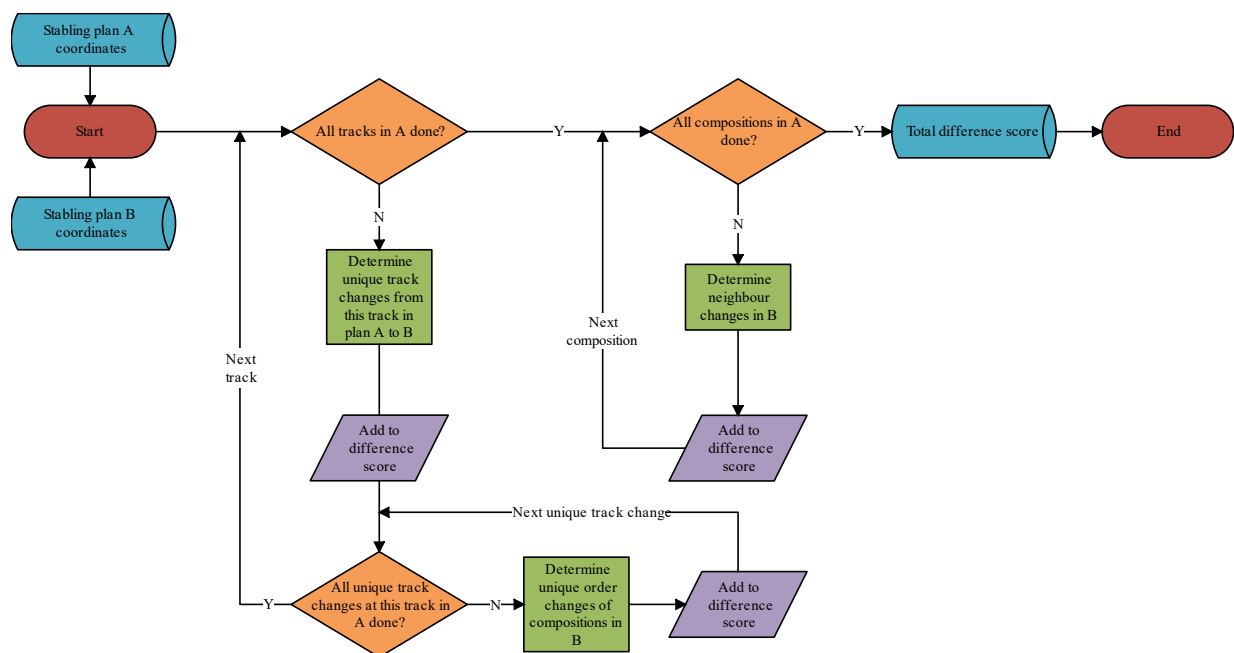 Stabling plan A
coordinates
Start
Stabling plan B
coordinates
All tracks in A done?
Y
All compositions in A
done?
Y
Total difference score
End
N
Determine
unique track
changes from
this track in
plan A to B
N
Determine
neighbour
changes in B
Next
composition
Next
track
Add to
difference
score
Add to
difference
score
Next unique track change
All unique track
changes at this track in
A done?
Y
N
Determine
unique order
changes of
compositions in
B
Add to
difference
score